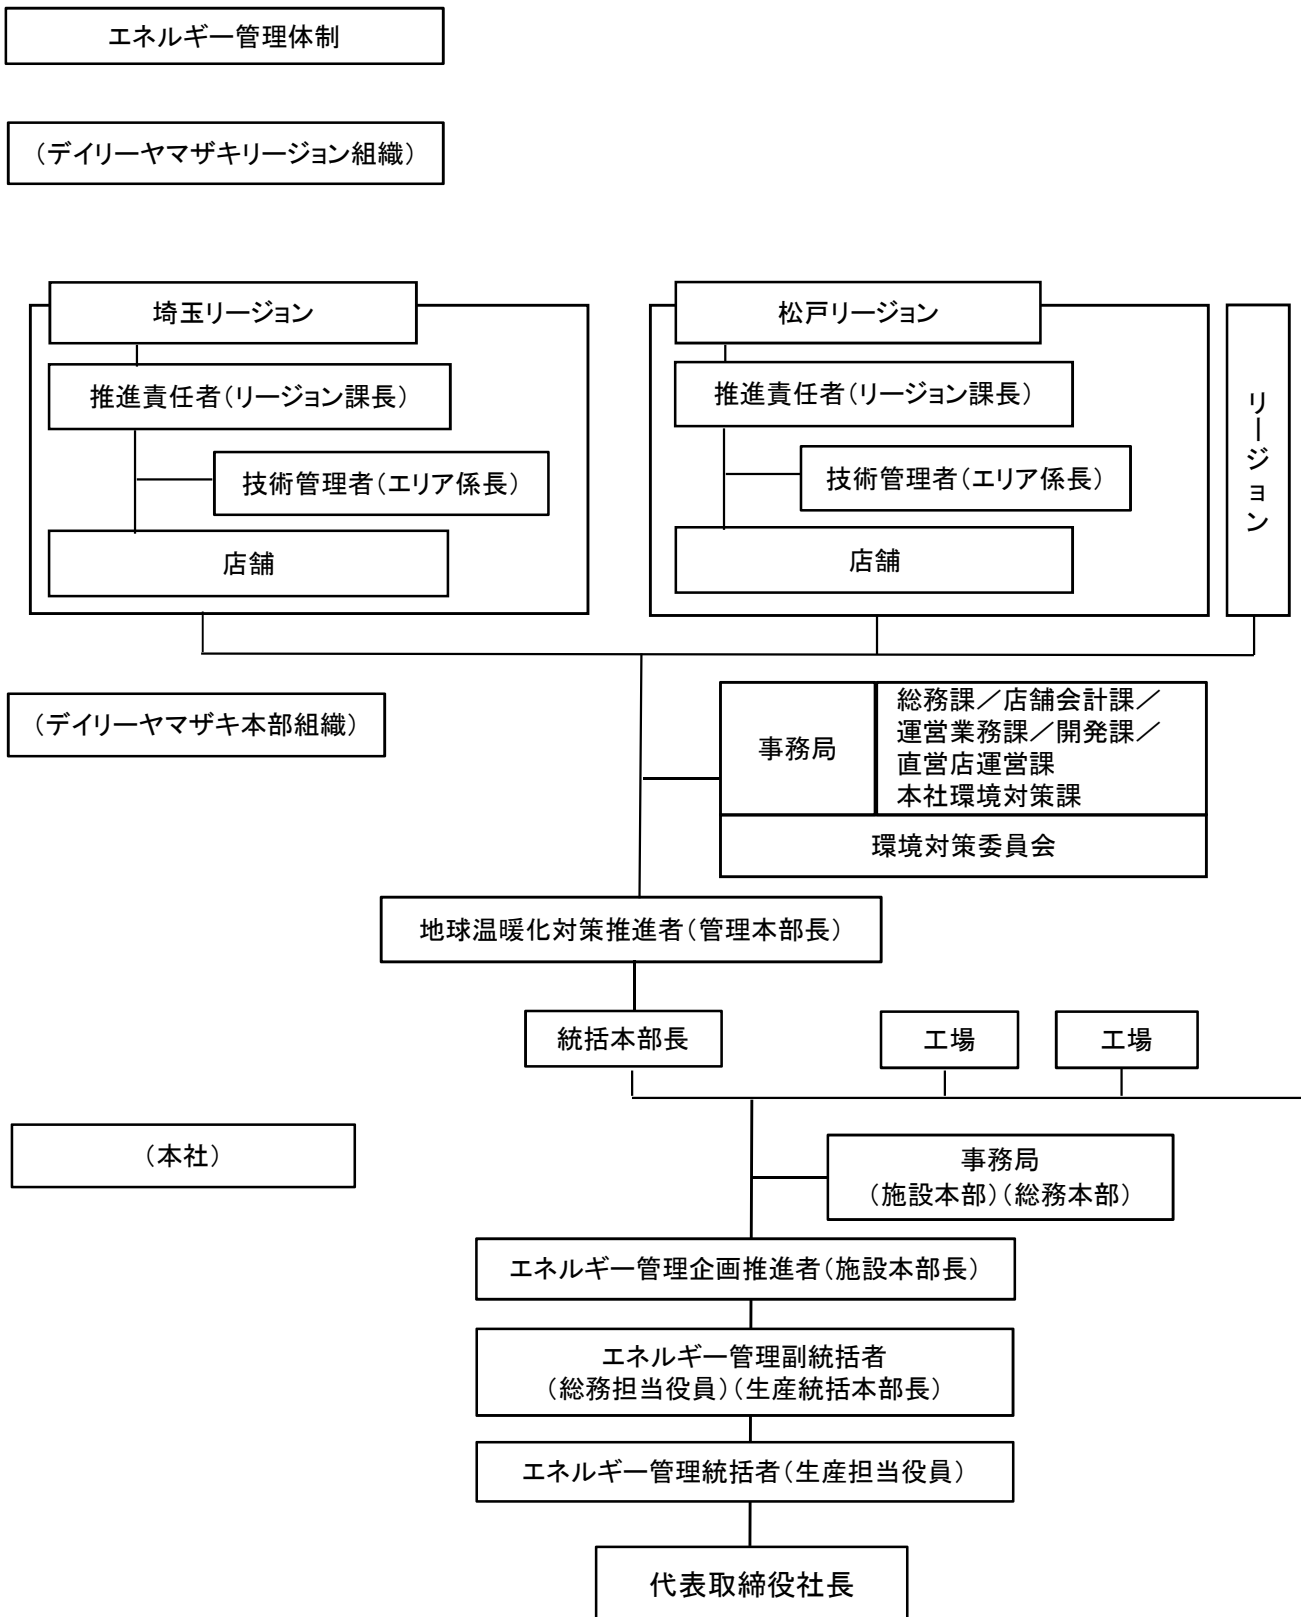 エネルギー管理体制
(デイリーヤマザキリージョン組織)
埼玉リージョン
推進責任者(リージョン課長)
技術管理者(エリア係長)
店舗
松戸リージョン
推進責任者(リージョン課長)
技術管理者(エリア係長)
店舗
リージョン
(デイリーヤマザキ本部組織)
事務局
総務課/店舗会計課/
運営業務課/開発課/
直営店運営課
本社環境対策課
環境対策委員会
地球温暖化対策推進者(管理本部長)
統括本部長
工場
工場
(本社)
事務局
(施設本部)(総務本部)
エネルギー管理企画推進者(施設本部長)
エネルギー管理副統括者
(総務担当役員)(生産統括本部長)
エネルギー管理統括者(生産担当役員)
代表取締役社長